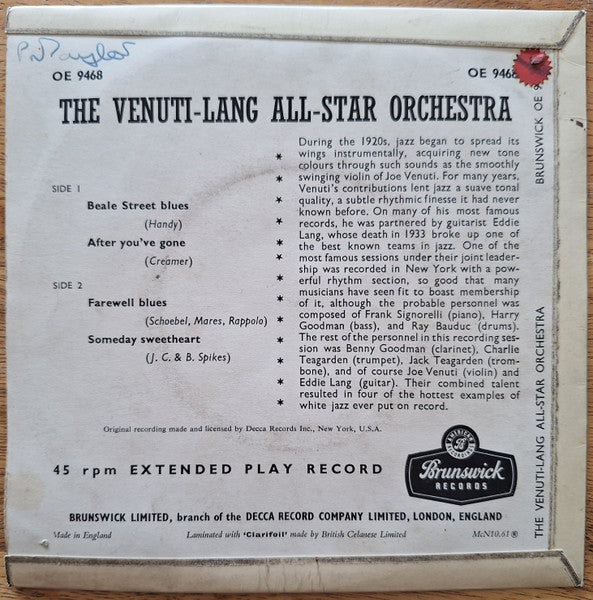 OE 9468
OE 946
THE VENUTI-LANG ALL-STAR ORCHESTRA
SIDE 1
Beale Street blues
(Handy)
After you've gone
(Creamer)
SIDE 2
Farewell blues
(Schoebel, Mares, Rappolo)
Someday sweetheart
(J. C. & B. Spikes)
During the 1920s, jazz began to spread its
wings instrumentally, acquiring new tone
colours through such sounds as the smoothly
swinging violin of Joe Venuti. For many years,
Venuti's contributions lent jazz a suave tonal
quality, a subtle rhythmic finesse it had never
known before. On many of his most famous
records, he was partnered by guitarist Eddie
Lang, whose death in 1933 broke up one of
the best known teams in jazz. One of the
most famous sessions under their joint leader-
ship was recorded in New York with a pow-
erful rhythm section, so good that many
musicians have seen fit to boast membership
of it, although the probable personnel was
composed of Frank Signorelli (piano), Harry
Goodman (bass), and Ray Bauduc (drums).
The rest of the personnel in this recording ses-
sion was Benny Goodman (clarinet), Charlie
Teagarden (trumpet), Jack Teagarden (trom-
bone), and of course Joe Venuti (violin) and
Eddie Lang (guitar). Their combined talent
resulted in four of the hottest examples of
white jazz ever put on record.
Original recording made and licensed by Decca Records Inc., New York, U.S.A.
45 rpm EXTENDED PLAY RECORD
AMERICAN
B
RECORDINGS
Brunswick
RECORDS
BRUNSWICK LIMITED, branch of the DECCA RECORD COMPANY LIMITED, LONDON, ENGLAND
Made in England
Laminated with 'Clarifoil' made by British Celanese Limited
McN10.61®
BRUNSWICK OE 9
THE VENUTI-LANG ALL-STAR ORCHESTRA